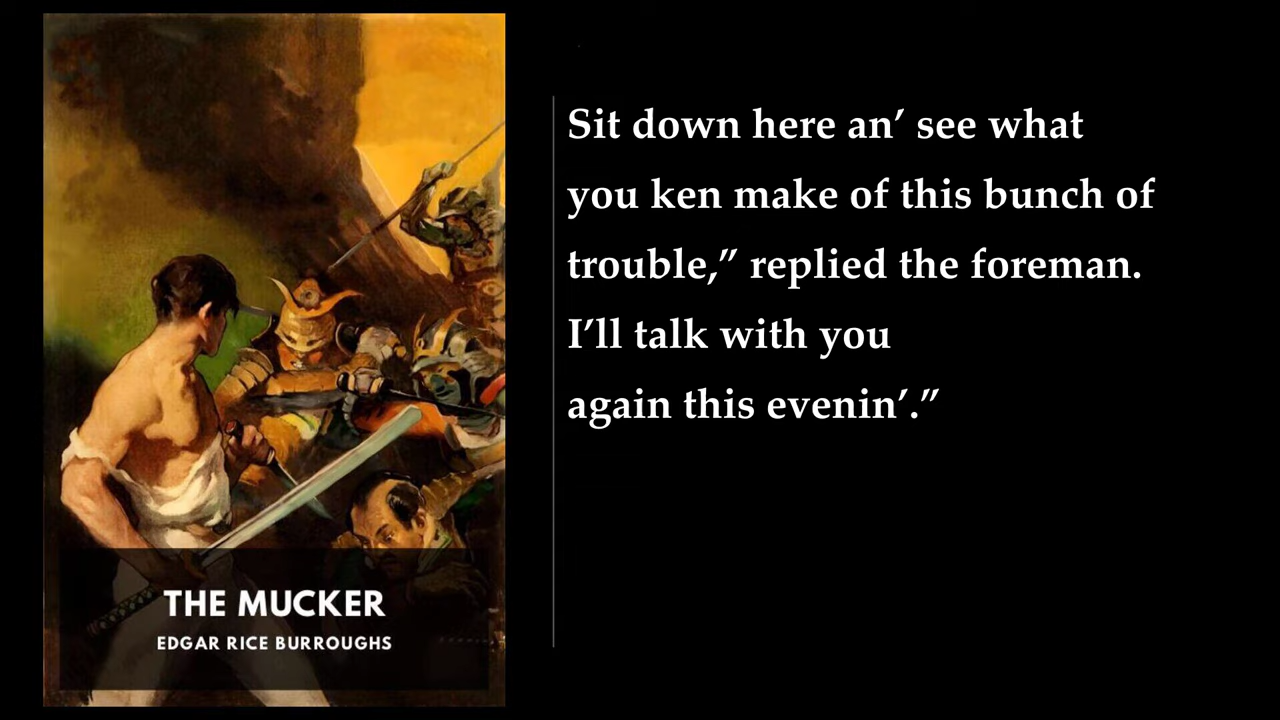 Sit down here an’ see what
you ken make of this bunch of
trouble,” replied the foreman.
I’ll talk with you
again this evenin’.”
THE MUCKER
EDGAR RICE BURROUGHS